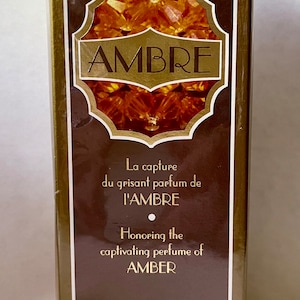 AMBRE
La capture
du grisant parfum de
l'AMBRE
Honoring the
captivating perfume of
AMBER